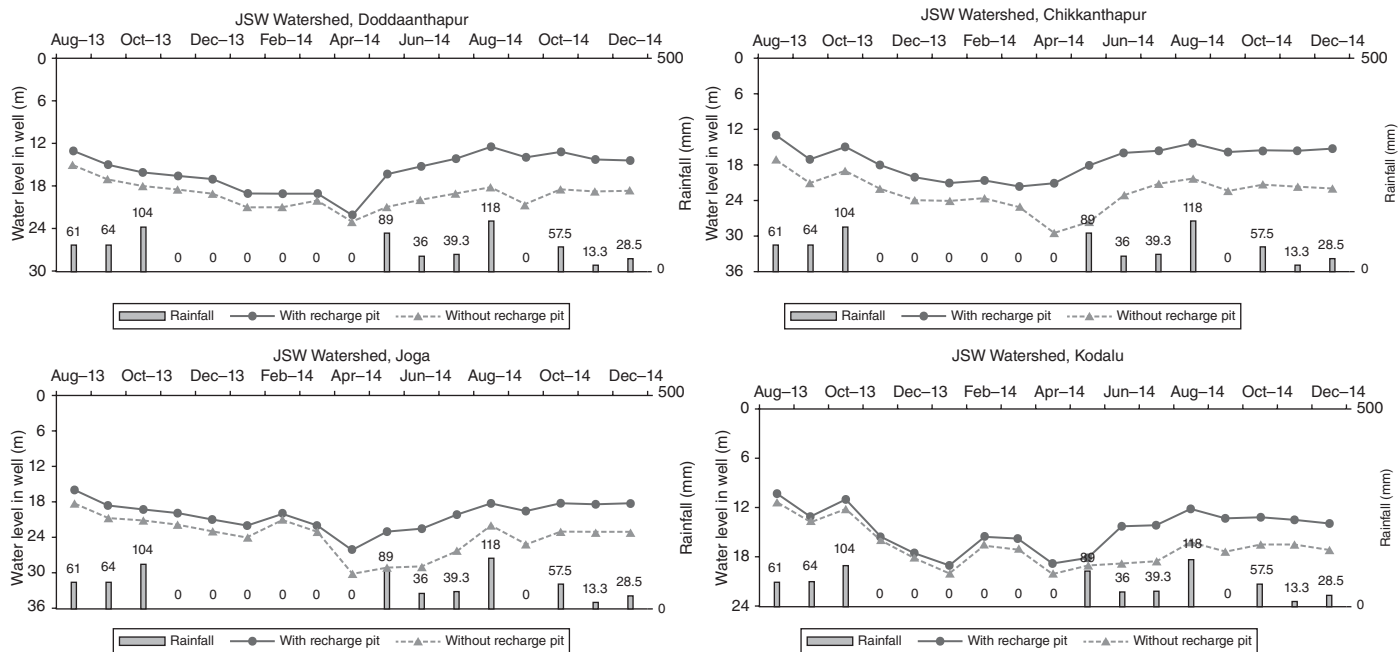 JSW Watershed, Doddaanthapur
Aug–13 Oct–13 Dec–13 Feb–14 Apr–14 Jun–14 Aug–14 Oct–14 Dec–14
0
6
12
18
24
30
Water level in well (m)
500
0
Rainfall (mm)
61 64 104 0 0 0 0 0 0 89 36 39.3 118 0 57.5 13.3 28.5
Rainfall With recharge pit Without recharge pit
JSW Watershed, Chikkanthapur
Aug–13 Oct–13 Dec–13 Feb–14 Apr–14 Jun–14 Aug–14 Oct–14 Dec–14
0
6
12
18
24
30
36
Water level in well (m)
500
0
Rainfall (mm)
61 64 104 0 0 0 0 0 0 89 36 39.3 118 0 57.5 13.3 28.5
Rainfall With recharge pit Without recharge pit
JSW Watershed, Joga
Aug–13 Oct–13 Dec–13 Feb–14 Apr–14 Jun–14 Aug–14 Oct–14 Dec–14
0
6
12
18
24
30
36
Water level in well (m)
500
0
Rainfall (mm)
61 64 104 0 0 0 0 0 0 89 36 39.3 118 0 57.5 13.3 28.5
Rainfall With recharge pit Without recharge pit
JSW Watershed, Kodalu
Aug–13 Oct–13 Dec–13 Feb–14 Apr–14 Jun–14 Aug–14 Oct–14 Dec–14
0
6
12
18
24
Water level in well (m)
500
0
Rainfall (mm)
61 64 104 0 0 0 0 0 0 89 36 39.3 118 0 57.5 13.3 28.5
Rainfall With recharge pit Without recharge pit